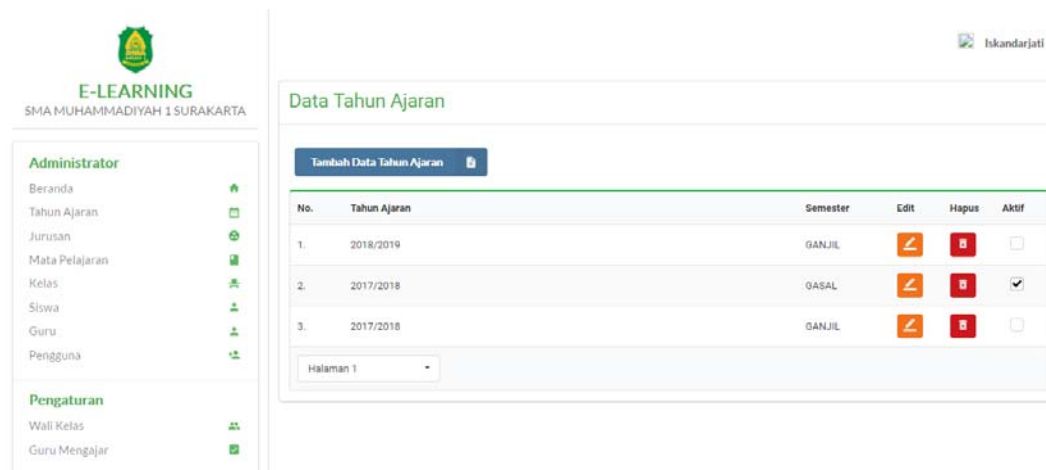 Iskandarjati
E-LEARNING
SMA MUHAMMADIYAH 1 SURAKARTA
Administrator
Beranda
Tahun Ajaran
Jurusan
Mata Pelajaran
Kelas
Siswa
Guru
Pengguna
Pengaturan
Wali Kelas
Guru Mengajar
Data Tahun Ajaran
Tambah Data Tahun Ajaran
No. Tahun Ajaran Semester Edit Hapus Aktif
1. 2018/2019 GANJIL
2. 2017/2018 GASAL
3. 2017/2018 GANJIL
Halaman 1